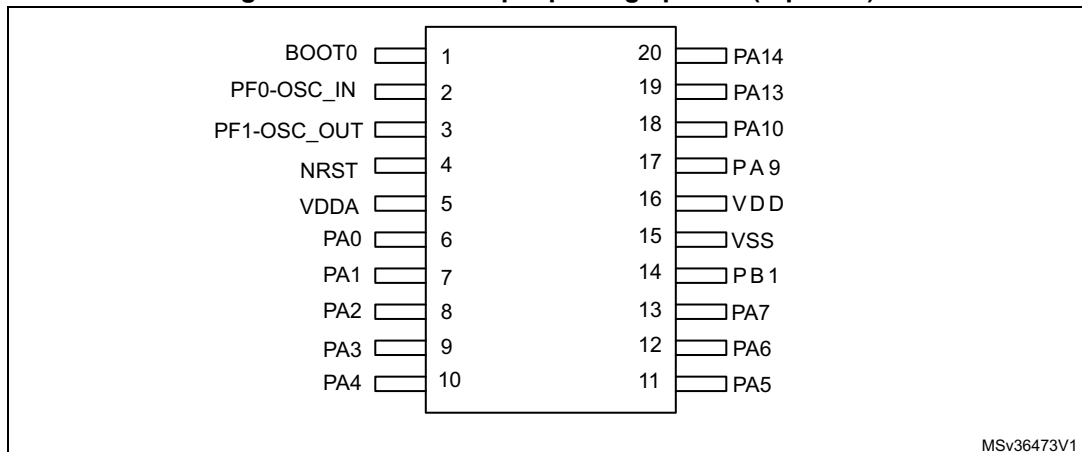 BOOT0 1 20 PA14
PF0-OSC_IN 2 19 PA13
PF1-OSC_OUT 3 18 PA10
NRST 4 17 PA9
VDDA 5 16 VDD
PA0 6 15 VSS
PA1 7 14 PB1
PA2 8 13 PA7
PA3 9 12 PA6
PA4 10 11 PA5
MSv36473V1